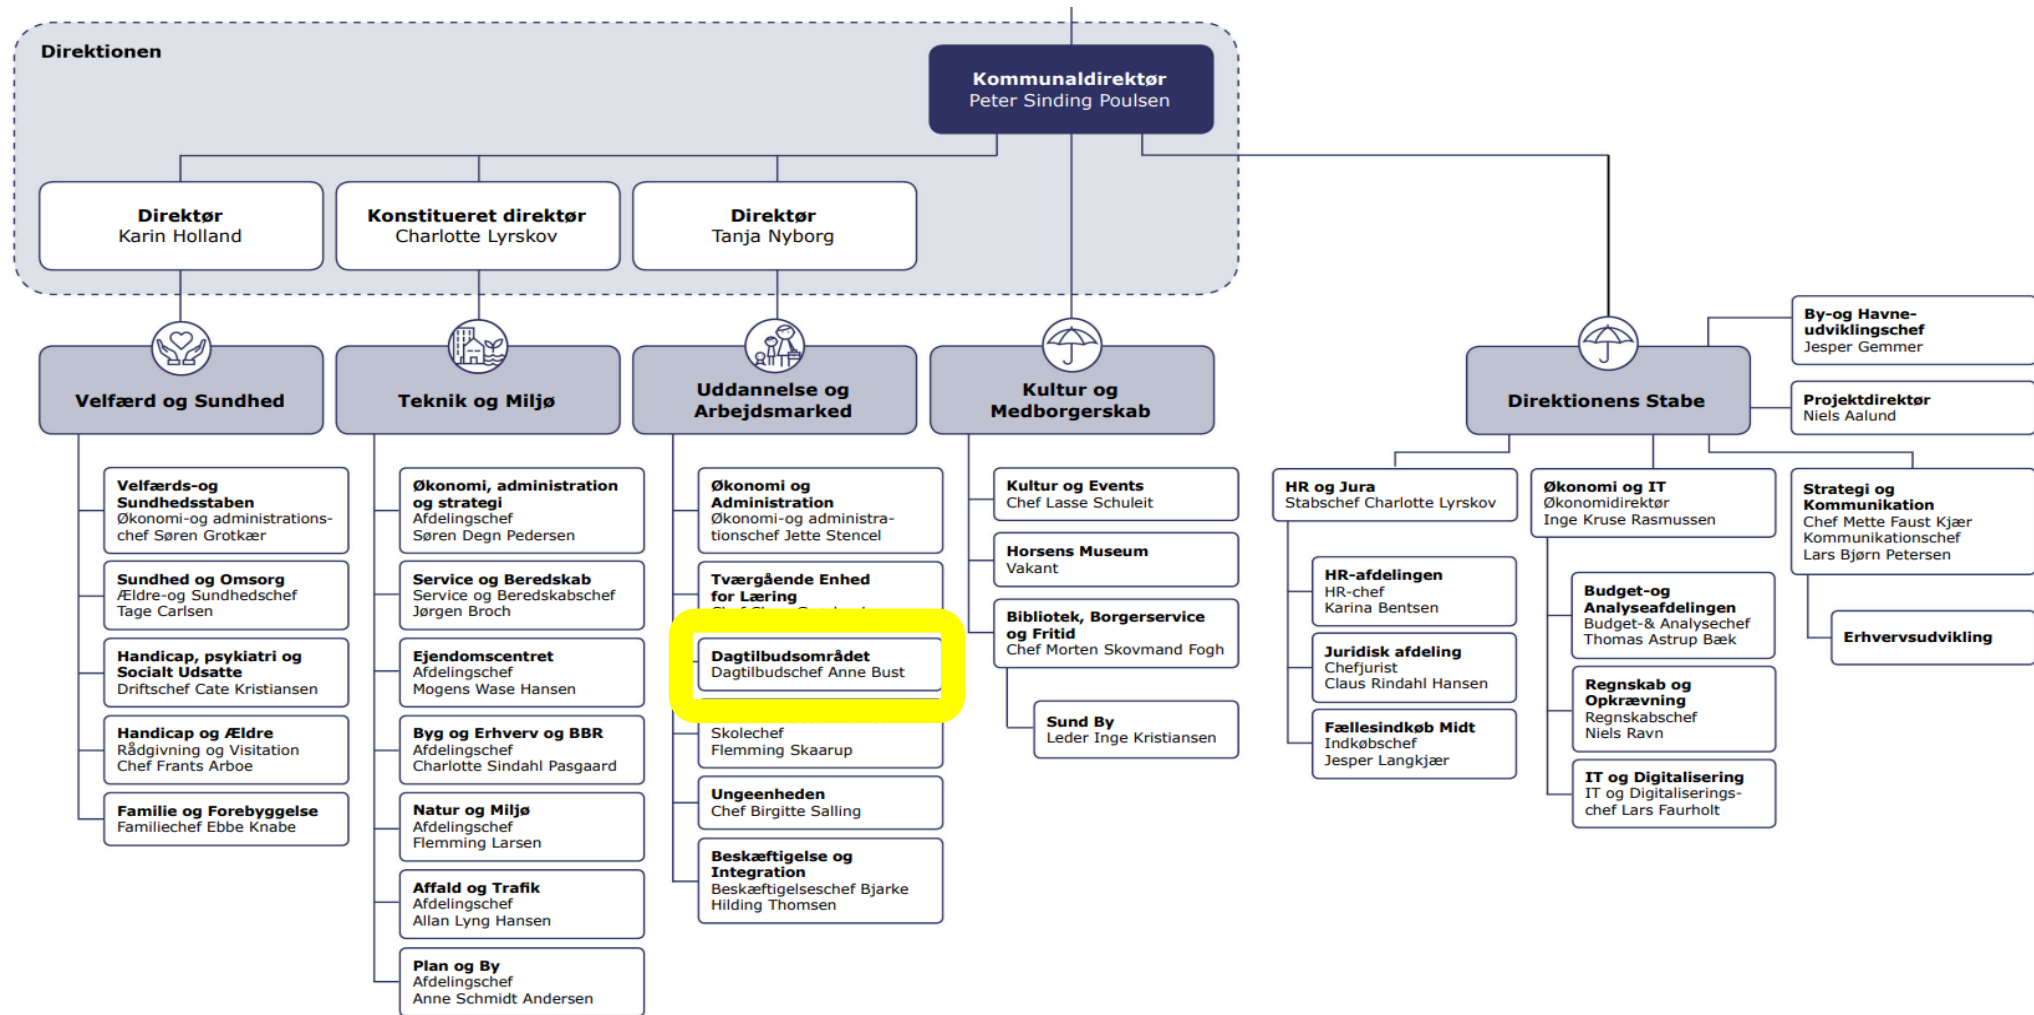 Direktionen
Kommunaldirektør
Peter Sinding Poulsen
Direktør
Karin Holland
Konstitueret direktør
Charlotte Lyrskov
Direktør
Tanja Nyborg
Velfærd og Sundhed
Velfærds-og
Sundhedsstaben
Økonomi-og administrations-
chef Søren Grotkær
Sundhed og Omsorg
Ældre-og Sundhedschef
Tage Carlsen
Handicap, psykiatri og
Socialt Udsatte
Driftschef Cate Kristiansen
Handicap og Ældre
Rådgivning og Visitation
Chef Frants Arboe
Familie og Forebyggelse
Familiechef Ebbe Knabe
Teknik og Miljø
Økonomi, administration
og strategi
Afdelingschef
Søren Degn Pedersen
Service og Beredskab
Service og Beredskabschef
Jørgen Broch
Ejendomscentret
Afdelingschef
Mogens Wase Hansen
Byg og Erhverv og BBR
Afdelingschef
Charlotte Sindahl Pasgaard
Natur og Miljø
Afdelingschef
Flemming Larsen
Affald og Trafik
Afdelingschef
Allan Lyng Hansen
Plan og By
Afdelingschef
Anne Schmidt Andersen
Uddannelse og
Arbejdsmarked
Økonomi og
Administration
Økonomi-og administra-
tionschef Jette Stencel
Tværgående Enhed
for Læring
Dagtilbudsområdet
Dagtilbudschef Anne Bust
Skolechef
Flemming Skaarup
Ungeenheden
Chef Birgitte Salling
Beskæftigelse og
Integration
Beskæftigelseschef Bjarke
Hilding Thomsen
Kultur og
Medborgerskab
Kultur og Events
Chef Lasse Schuleit
Horsens Museum
Vakant
Bibliotek, Borgerservice
og Fritid
Chef Morten Skovmand Fogh
Sund By
Leder Inge Kristiansen
Direktionens Stabe
By-og Havne-
udviklingschef
Jesper Gemmer
Projektdirektør
Niels Aalund
HR og Jura
Stabschef Charlotte Lyrskov
HR-afdelingen
HR-chef
Karina Bentsen
Juridisk afdeling
Chefjurist
Claus Rindahl Hansen
Fællesindkøb Midt
Indkøbschef
Jesper Langkjær
Økonomi og IT
Økonomidirektør
Inge Kruse Rasmussen
Budget-og
Analyseafdelingen
Budget-& Analysechef
Thomas Astrup Bæk
Regnskab og
Opkrævning
Regnskabschef
Niels Ravn
IT og Digitalisering
IT og Digitaliserings-
chef Lars Faurholt
Strategi og
Kommunikation
Chef Mette Faust Kjær
Kommunikationschef
Lars Bjørn Petersen
Erhvervsudvikling